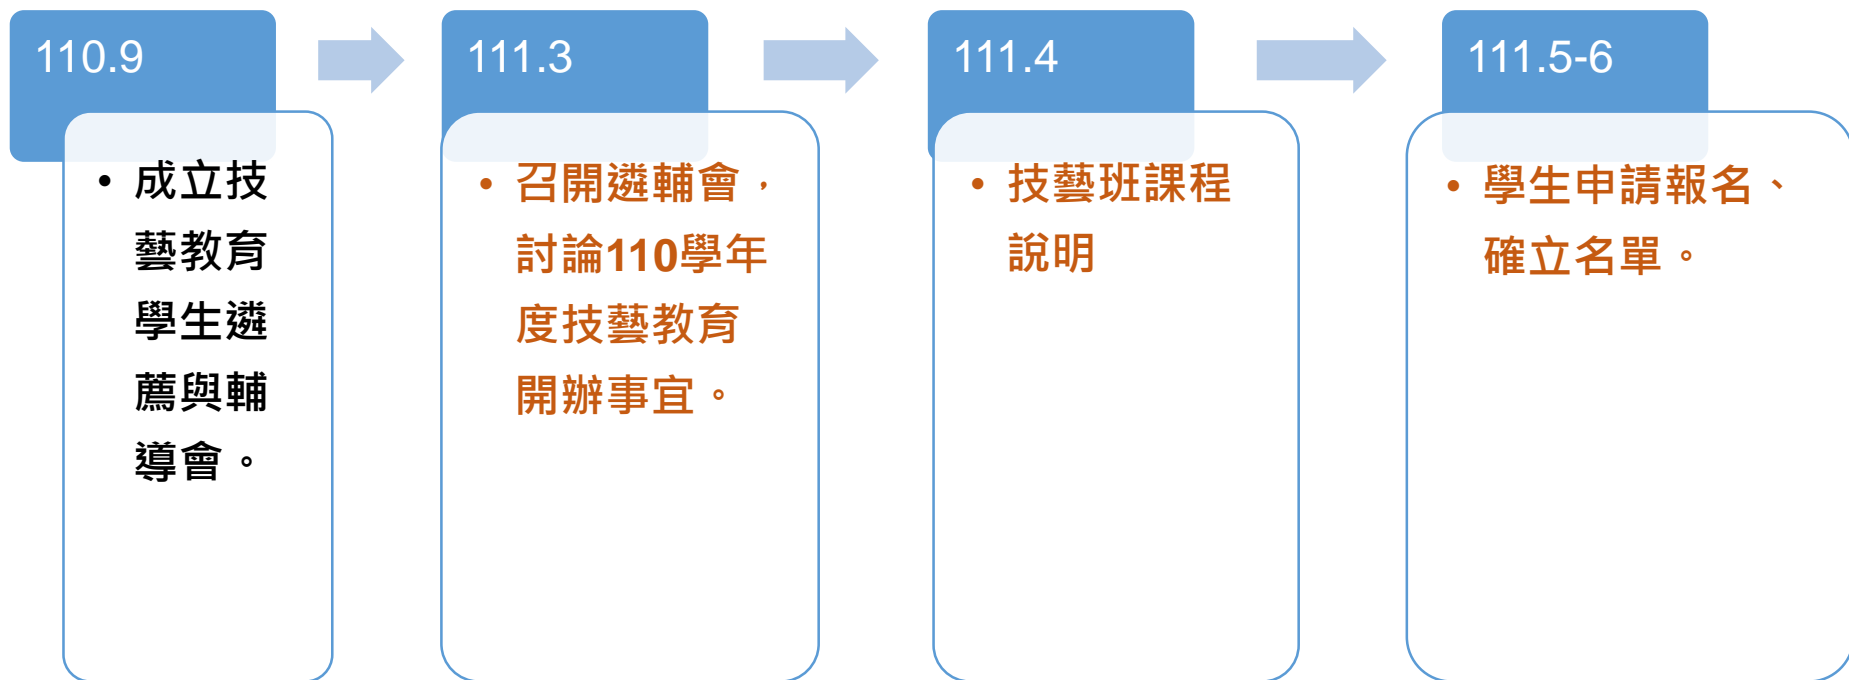 110.9
• 成立技
藝教育
學生遴
薦與輔
導會。
111.3
• 召開遴輔會，
討論110學年
度技藝教育
開辦事宜。
111.4
• 技藝班課程
說明
111.5-6
• 學生申請報名、
確立名單。